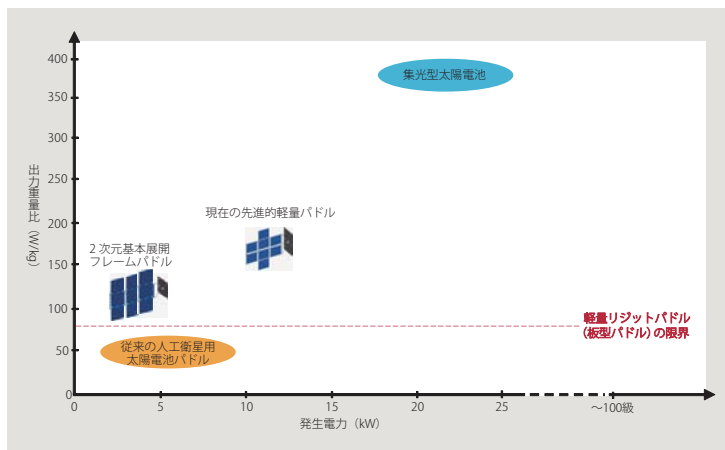 400
350
300
250
200
150
100
50
0
出力重量比（W/kg）
集光型太陽電池
現在の先進的軽量パドル
2次元基本展開
フレームパドル
軽量リジットパドル
（板型パドル）の限界
従来の人工衛星用
太陽電池パドル
0 5 10 15 20 25 ～100級
発生電力（kW）